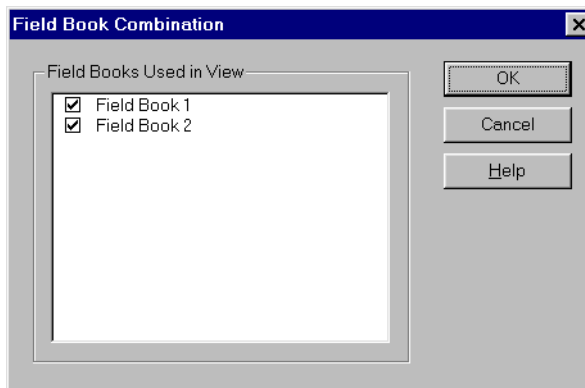 Field Book Combination
Field Books Used in View
Field Book 1
Field Book 2
OK
Cancel
Help